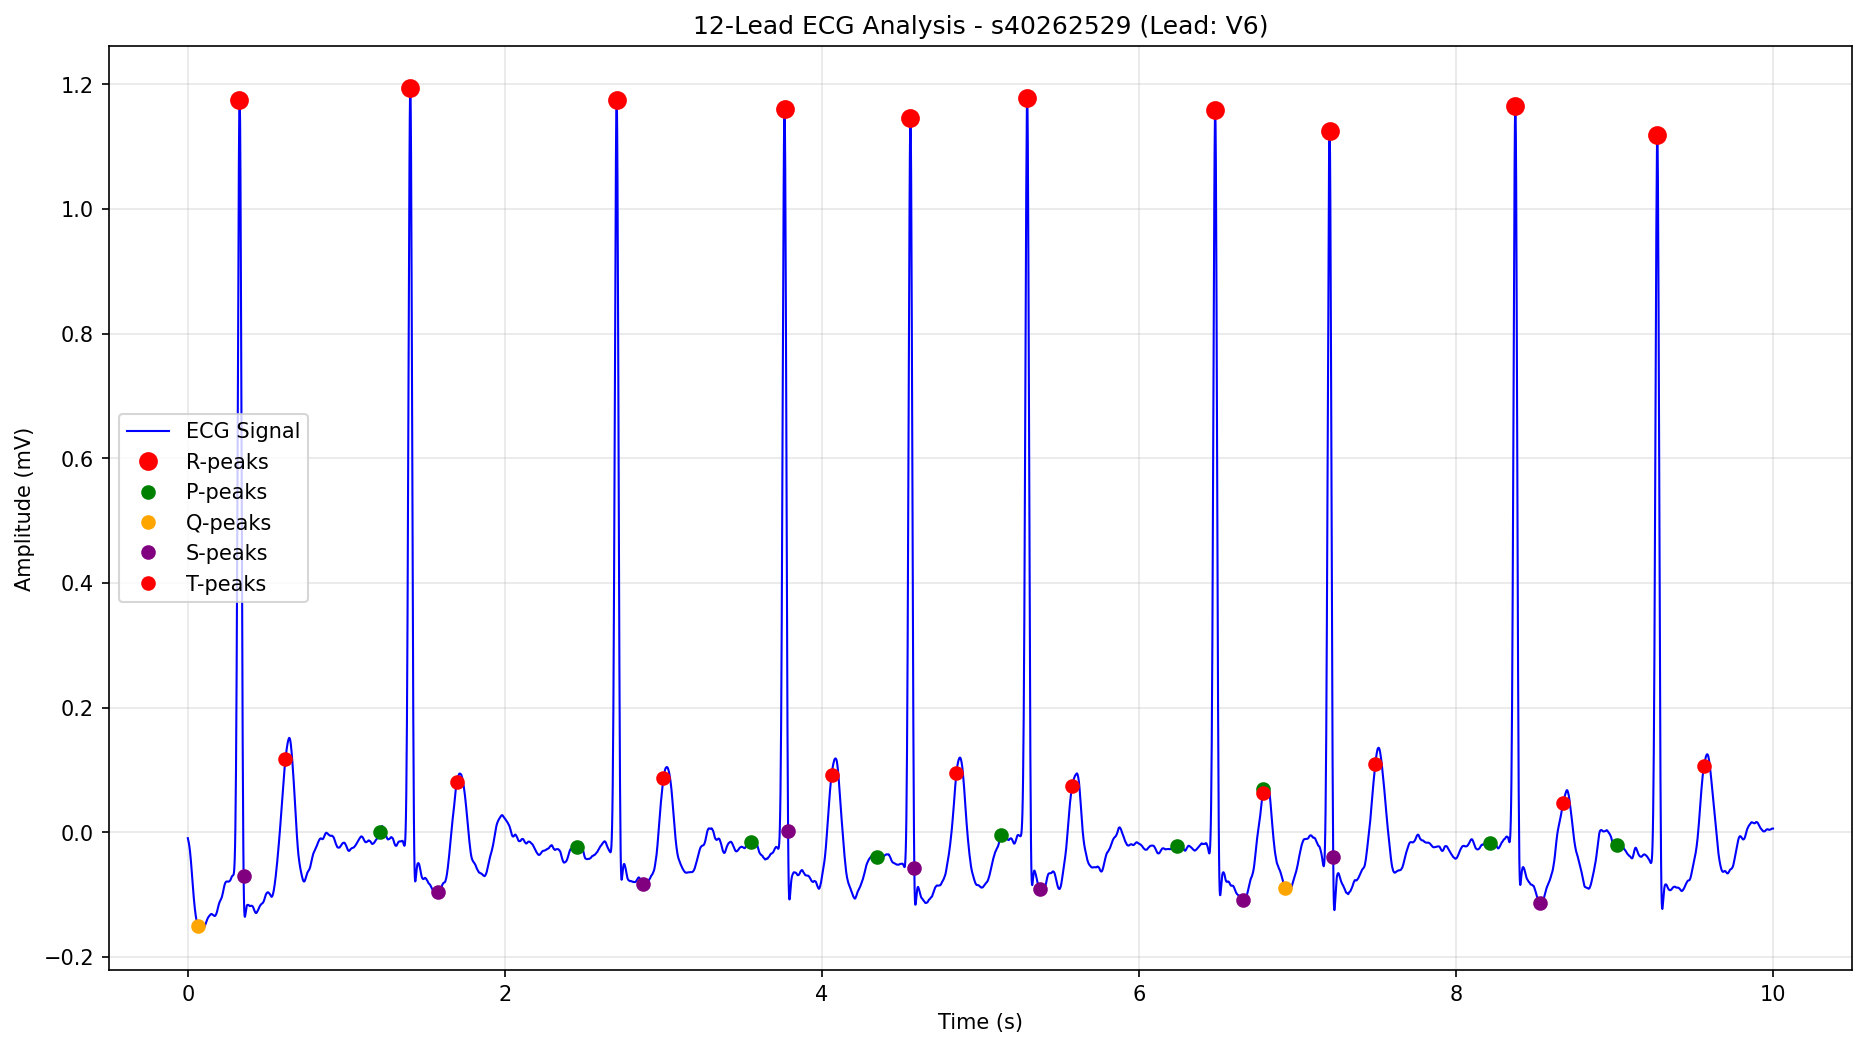 12-Lead ECG Analysis - s40262529 (Lead: V6)
Amplitude (mV)
1.2
1.0
0.8
0.6
0.4
0.2
0.0
−0.2
ECG Signal
R-peaks
P-peaks
Q-peaks
S-peaks
T-peaks
0 2 4 6 8 10
Time (s)